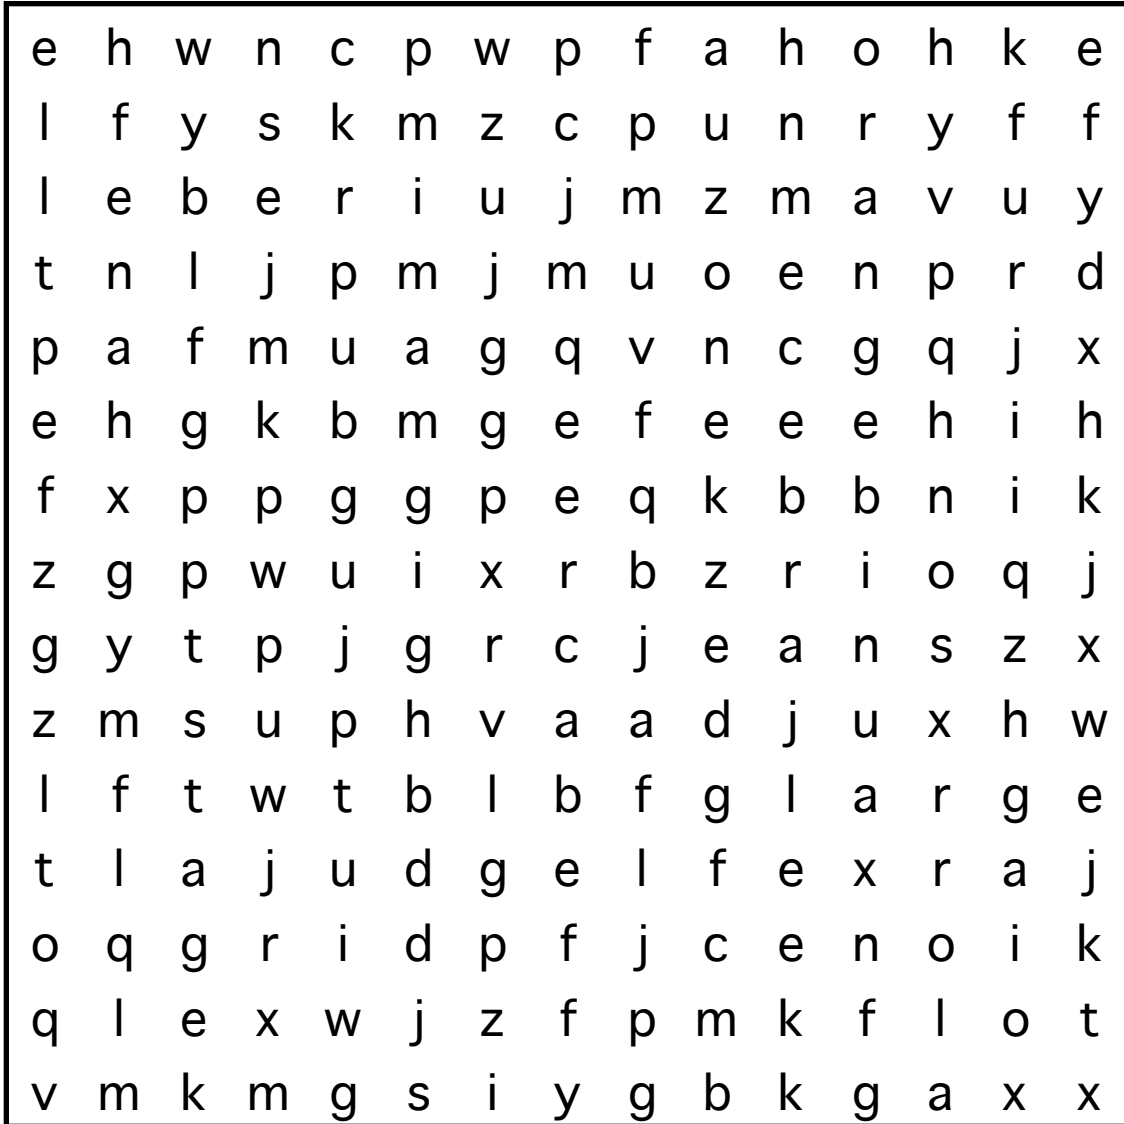 e h w n c p w p f a h o h k e
l f y s k m z c p u n r y f f
l e b e r i u j m z m a v u y
t n l j p m j m u o e n p r d
p a f m u a g q v n c g q j x
e h g k b m g e f e e e h i h
f x p p g g p e q k b b n i k
z g p w u i x r b z r i o q j
g y t p j g r c j e a n s z x
z m s u p h v a a d j u x h w
l f t w t b l b f g l a r g e
t l a j u d g e l f e x r a j
o q g r i d p f j c e n o i k
q l e x w j z f p m k f l o t
v m k m g s i y g b k g a x x